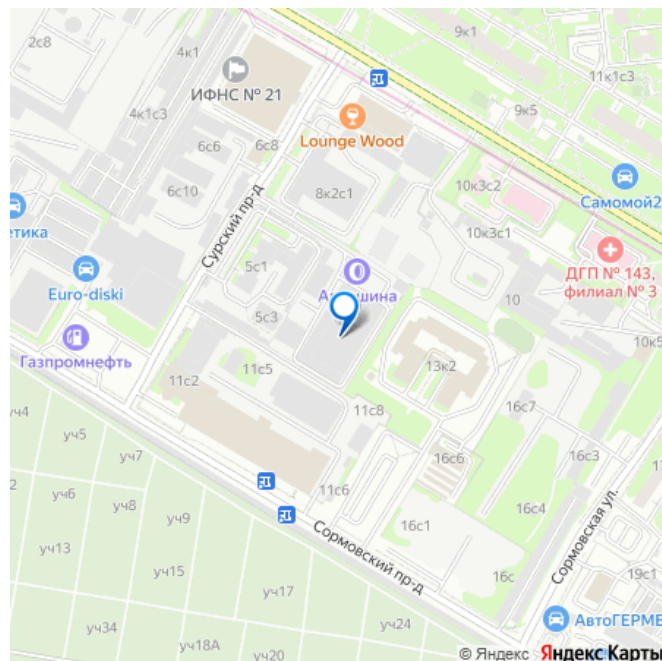 2с8
4к1
9к1
11к1с3
ИФНС № 21
4к1с3
9к5
6с6
6с8
Lounge Wood
6с10
8к2с1
10к3с2
Самомой2
етика
Сурский пр-д
10к3с1
5с1
ДГП № 143,
филиал № 3
Euro-diski
10
5с3
Газпромнефть
10к5
13к2
11с5
11с2
уч4
11с8
16с7
уч5
уч7
16с6
16с3
уч6
уч8
11с6
уч9
16с4
Сормовский пр-д
16с1
Сормовская ул.
уч13
уч15
16с
19с1
уч17
уч24
АвтоГЕРМЕ
уч34
уч18А
уч20
© Яндекс Яндекс Карты